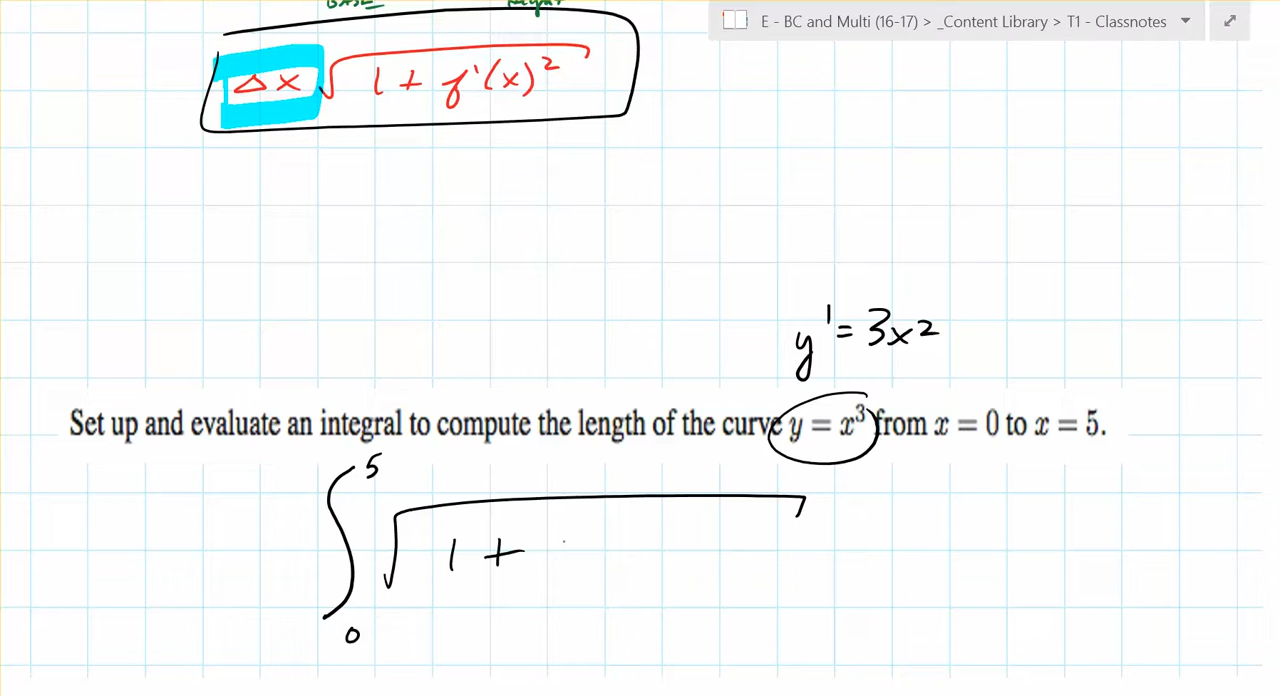 BASE
E - BC and Multi (16-17) > _Content Library > T1 - Classnotes
Δx √(1 + f'(x)²)
y' = 3x²
Set up and evaluate an integral to compute the length of the curve y = x³ from x = 0 to x = 5.
∫₀⁵ √(1 +